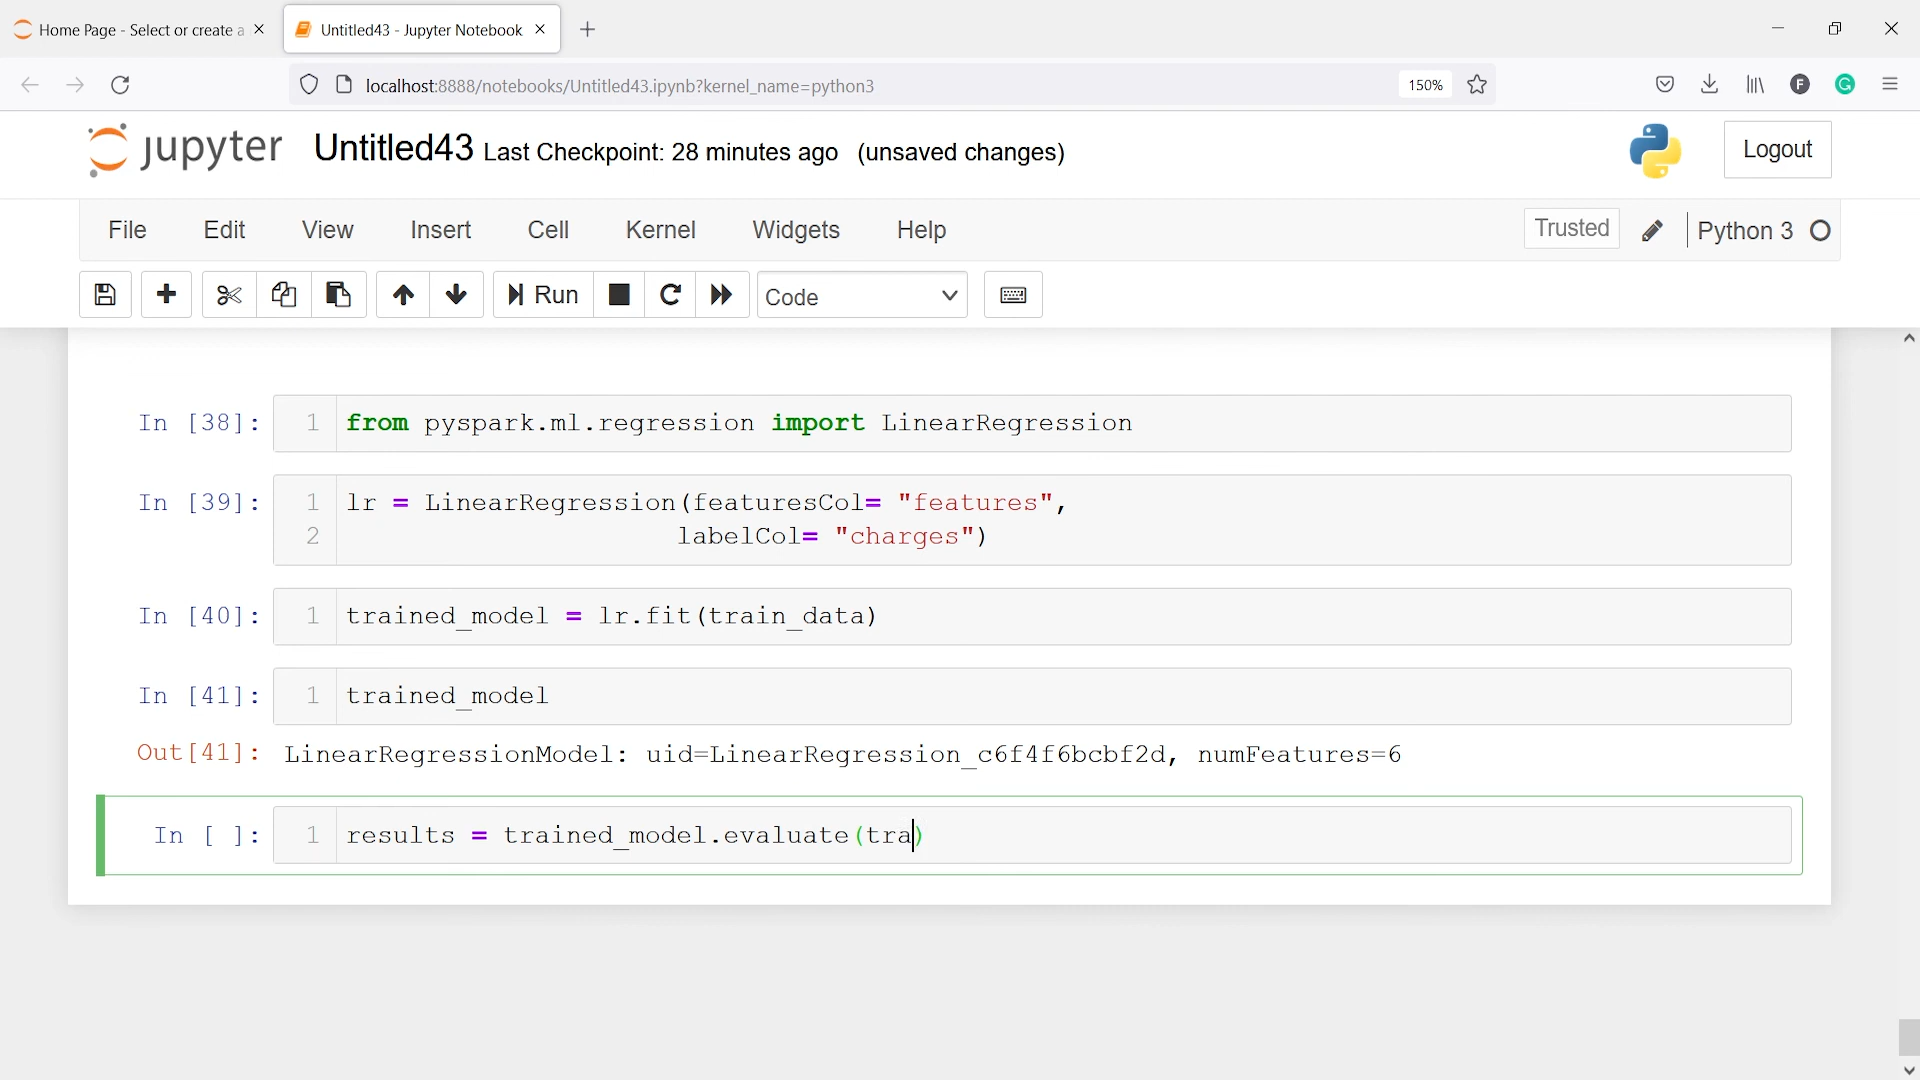 Home Page - Select or create a
Untitled43 - Jupyter Notebook
localhost:8888/notebooks/Untitled43.ipynb?kernel_name=python3
150%
F
G
jupyter Untitled43 Last Checkpoint: 28 minutes ago (unsaved changes)
Logout
File Edit View Insert Cell Kernel Widgets Help
Trusted
Python 3
Run
Code
In [38]: 1 from pyspark.ml.regression import LinearRegression
In [39]: 1 lr = LinearRegression(featuresCol= "features",
2 labelCol= "charges")
In [40]: 1 trained_model = lr.fit(train_data)
In [41]: 1 trained_model
Out[41]: LinearRegressionModel: uid=LinearRegression_c6f4f6bcbf2d, numFeatures=6
In [ ]: 1 results = trained_model.evaluate(tra)